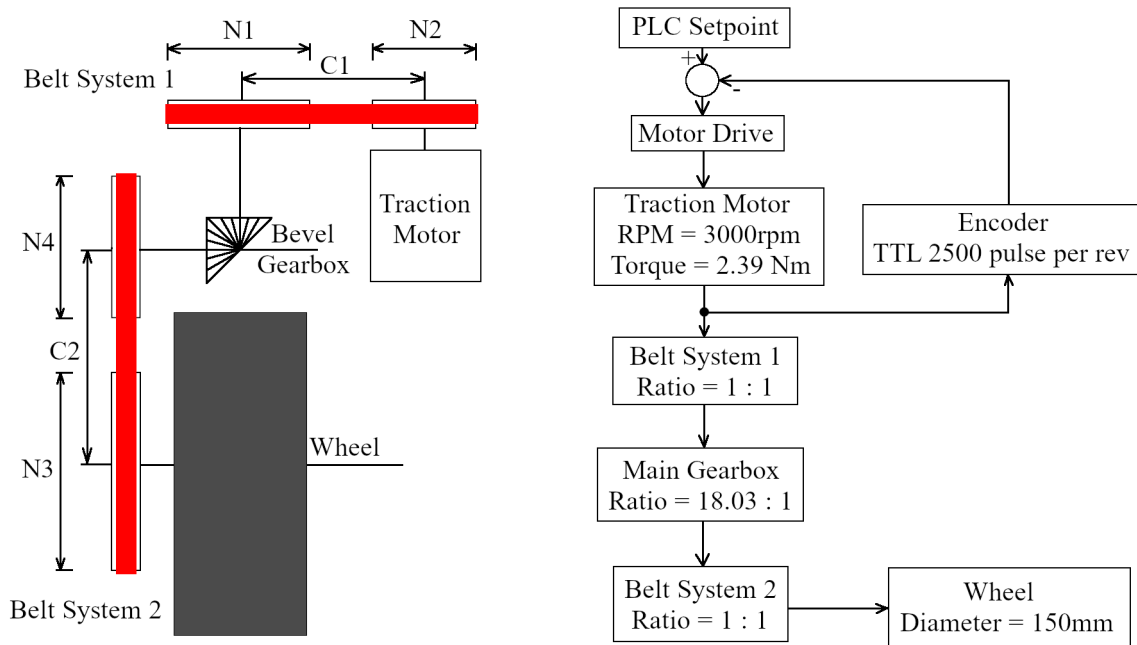 N1
N2
C1
Belt System 1
Traction
Motor
Bevel
Gearbox
N4
C2
N3
Wheel
Belt System 2
PLC Setpoint
+
-
Motor Drive
Traction Motor
RPM = 3000rpm
Torque = 2.39 Nm
Encoder
TTL 2500 pulse per rev
Belt System 1
Ratio = 1 : 1
Main Gearbox
Ratio = 18.03 : 1
Belt System 2
Ratio = 1 : 1
Wheel
Diameter = 150mm